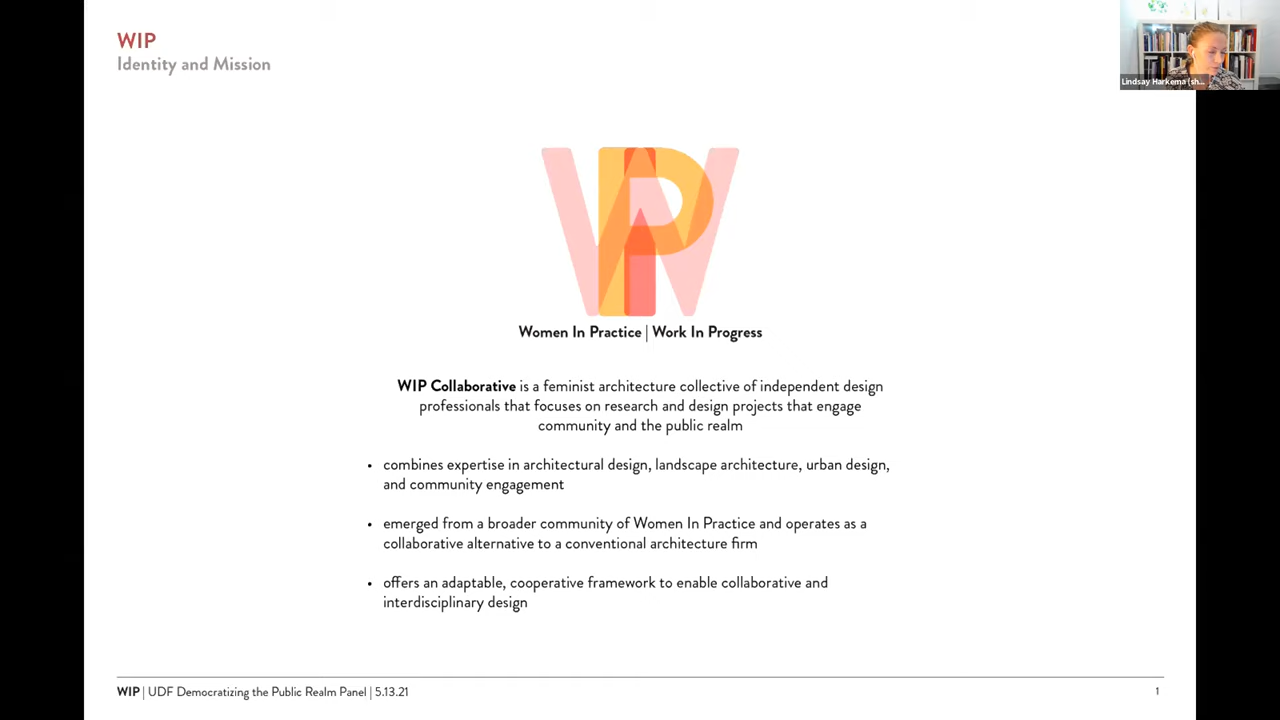 WIP
Identity and Mission
Lindsay Harkema (sh...
WIP
Women In Practice | Work In Progress
WIP Collaborative is a feminist architecture collective of independent design
professionals that focuses on research and design projects that engage
community and the public realm
• combines expertise in architectural design, landscape architecture, urban design,
and community engagement
• emerged from a broader community of Women In Practice and operates as a
collaborative alternative to a conventional architecture firm
• offers an adaptable, cooperative framework to enable collaborative and
interdisciplinary design
WIP | UDF Democratizing the Public Realm Panel | 5.13.21
1